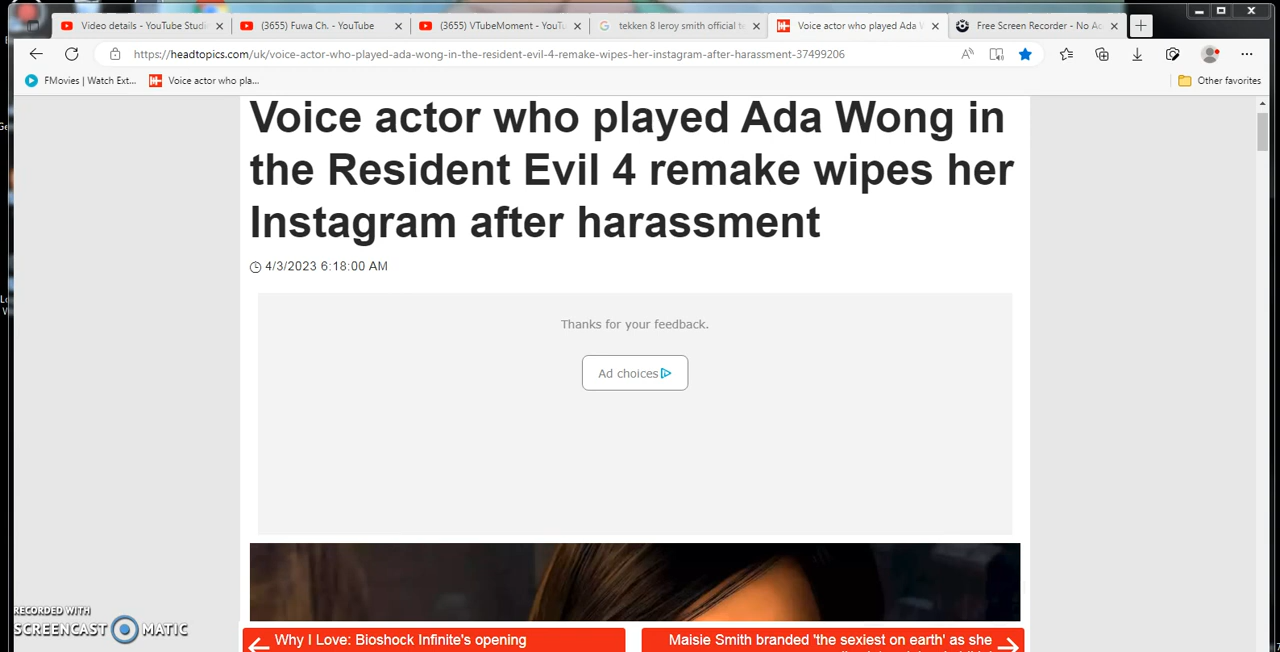 Video details - YouTube Studi
(3655) Fuwa Ch. - YouTube
(3655) VTubeMoment - YouTu
tekken 8 leroy smith official t
Voice actor who played Ada W
Free Screen Recorder - No Ac
https://headtopics.com/uk/voice-actor-who-played-ada-wong-in-the-resident-evil-4-remake-wipes-her-instagram-after-harassment-37499206
FMovies | Watch Ext...
Voice actor who pla...
Other favorites
Voice actor who played Ada Wong in
the Resident Evil 4 remake wipes her
Instagram after harassment
4/3/2023 6:18:00 AM
Thanks for your feedback.
Ad choices
RECORDED WITH
SCREENCAST MATIC
Why I Love: Bioshock Infinite's opening
Maisie Smith branded 'the sexiest on earth' as she